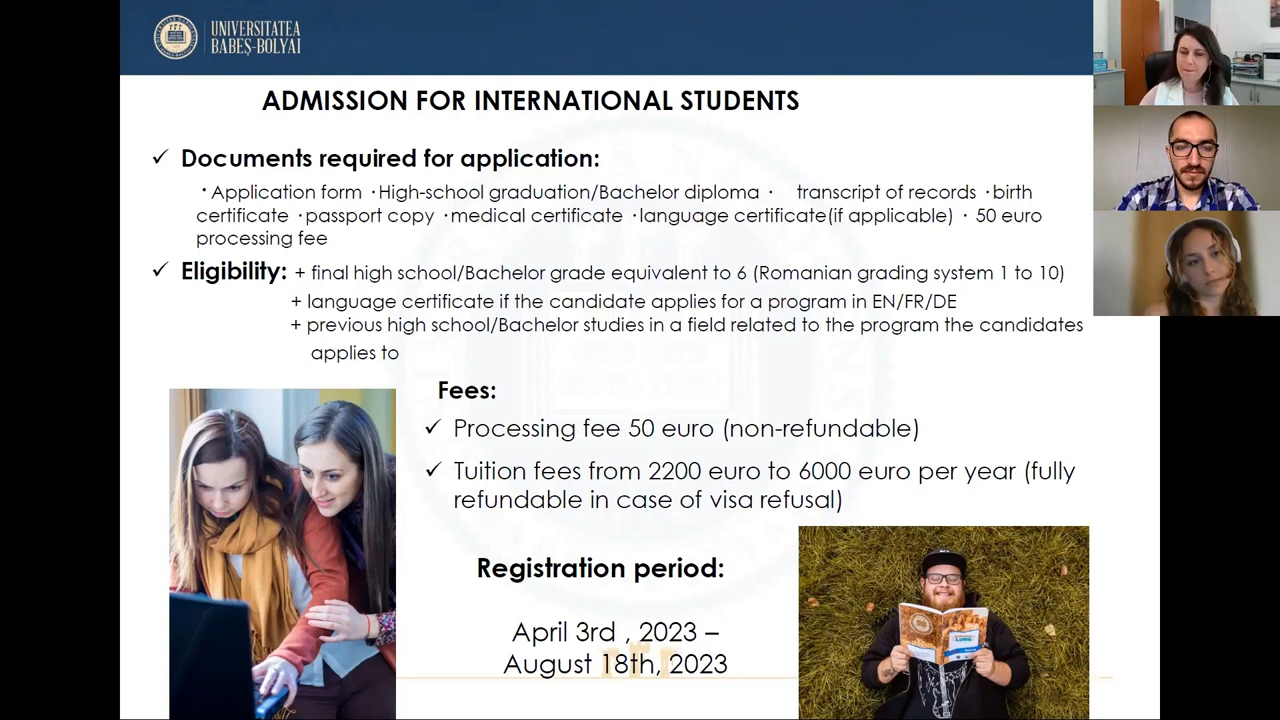 UNIVERSITATEA
BABEŞ-BOLYAI
ADMISSION FOR INTERNATIONAL STUDENTS
✓ Documents required for application:
·Application form ·High-school graduation/Bachelor diploma · transcript of records ·birth
certificate ·passport copy ·medical certificate ·language certificate(if applicable) · 50 euro
processing fee
✓ Eligibility: + final high school/Bachelor grade equivalent to 6 (Romanian grading system 1 to 10)
+ language certificate if the candidate applies for a program in EN/FR/DE
+ previous high school/Bachelor studies in a field related to the program the candidates
applies to
Fees:
✓ Processing fee 50 euro (non-refundable)
✓ Tuition fees from 2200 euro to 6000 euro per year (fully
refundable in case of visa refusal)
Registration period:
April 3rd , 2023 –
August 18th, 2023